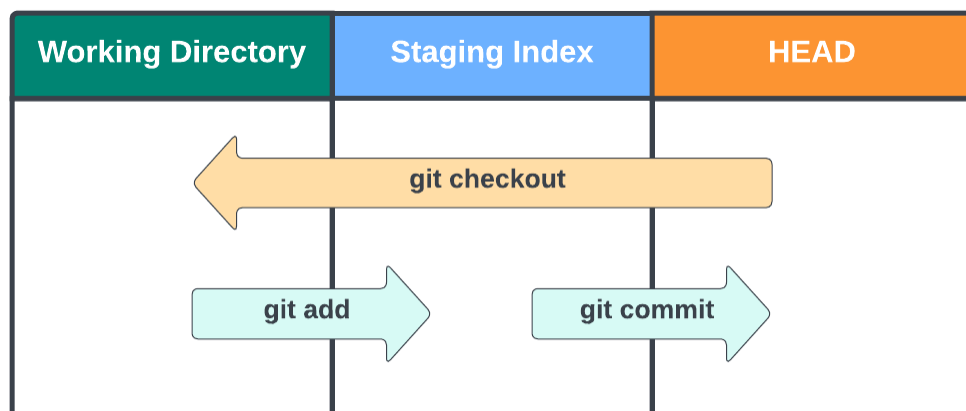 Working Directory
Staging Index
HEAD
git checkout
git add
git commit